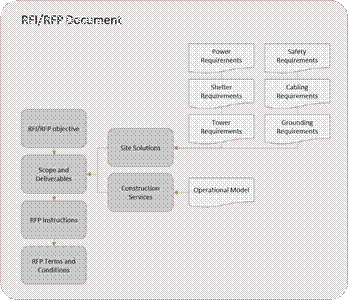 RFI/RFP Document
Power
Requirements
Safety
Requirements
Shelter
Requirements
Cabling
Requirements
Tower
Requirements
Grounding
Requirements
RFI/RFP objective
Site Solutions
Scope and
Deliverables
Construction
Services
Operational Model
RFP Instructions
RFP Terms and
Conditions